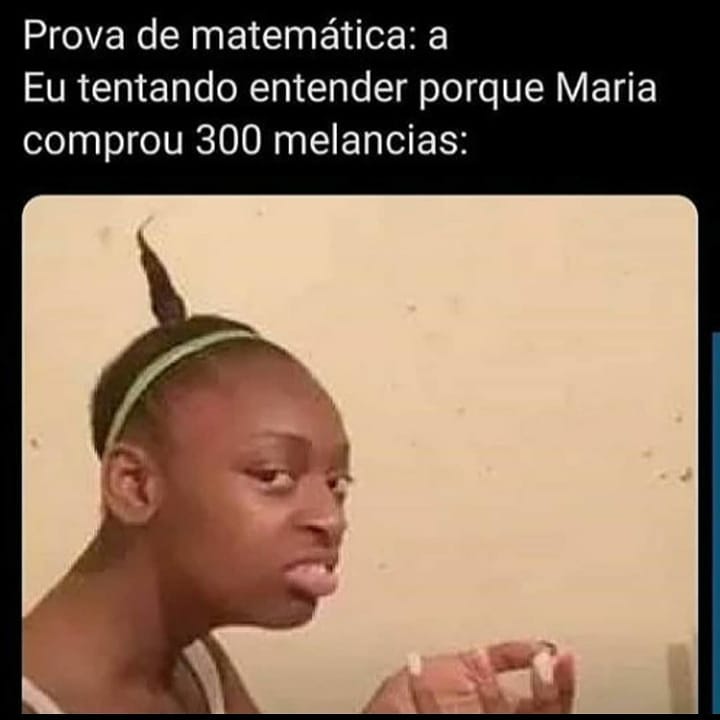 Prova de matemática: a
Eu tentando entender porque Maria
comprou 300 melancias: